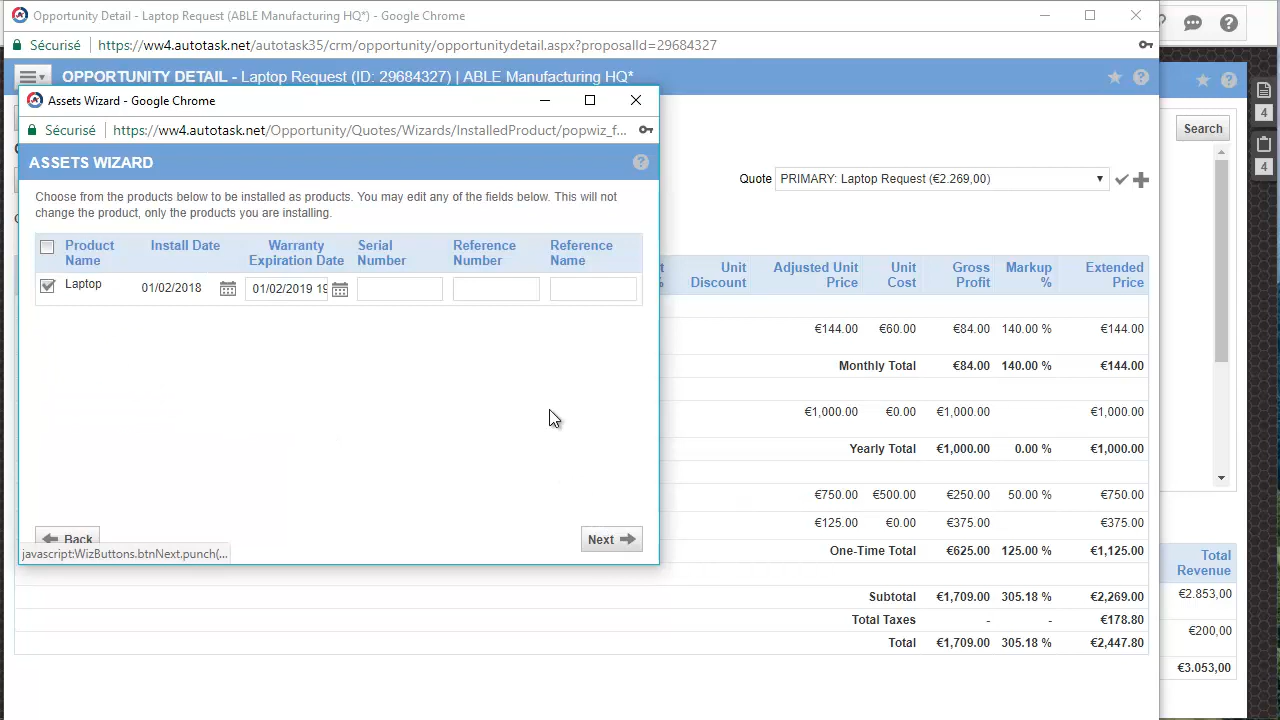 Opportunity Detail - Laptop Request (ABLE Manufacturing HQ*) - Google Chrome
Sécurisé https://ww4.autotask.net/autotask35/crm/opportunity/opportunitydetail.aspx?proposalId=29684327
OPPORTUNITY DETAIL - Laptop Request (ID: 29684327) | ABLE Manufacturing HQ*
Assets Wizard - Google Chrome
Sécurisé https://ww4.autotask.net/Opportunity/Quotes/Wizards/InstalledProduct/popwiz_f...
ASSETS WIZARD
Choose from the products below to be installed as products. You may edit any of the fields below. This will not
change the product, only the products you are installing.
Product Name Install Date Warranty Expiration Date Serial Number Reference Number Reference Name
Laptop 01/02/2018 01/02/2019 19
Back Next
javascript:WizButtons.btnNext.punch(...
Quote PRIMARY: Laptop Request (€2.269,00)
Unit Discount Adjusted Unit Price Unit Cost Gross Profit Markup % Extended Price
€144.00 €60.00 €84.00 140.00 % €144.00
Monthly Total €84.00 140.00 % €144.00
€1,000.00 €0.00 €1,000.00 €1,000.00
Yearly Total €1,000.00 0.00 % €1,000.00
€750.00 €500.00 €250.00 50.00 % €750.00
€125.00 €0.00 €375.00 €375.00
One-Time Total €625.00 125.00 % €1,125.00
Subtotal €1,709.00 305.18 % €2,269.00
Total Taxes - - €178.80
Total €1,709.00 305.18 % €2,447.80
Search
4
4
Total Revenue
€2.853,00
€200,00
€3.053,00